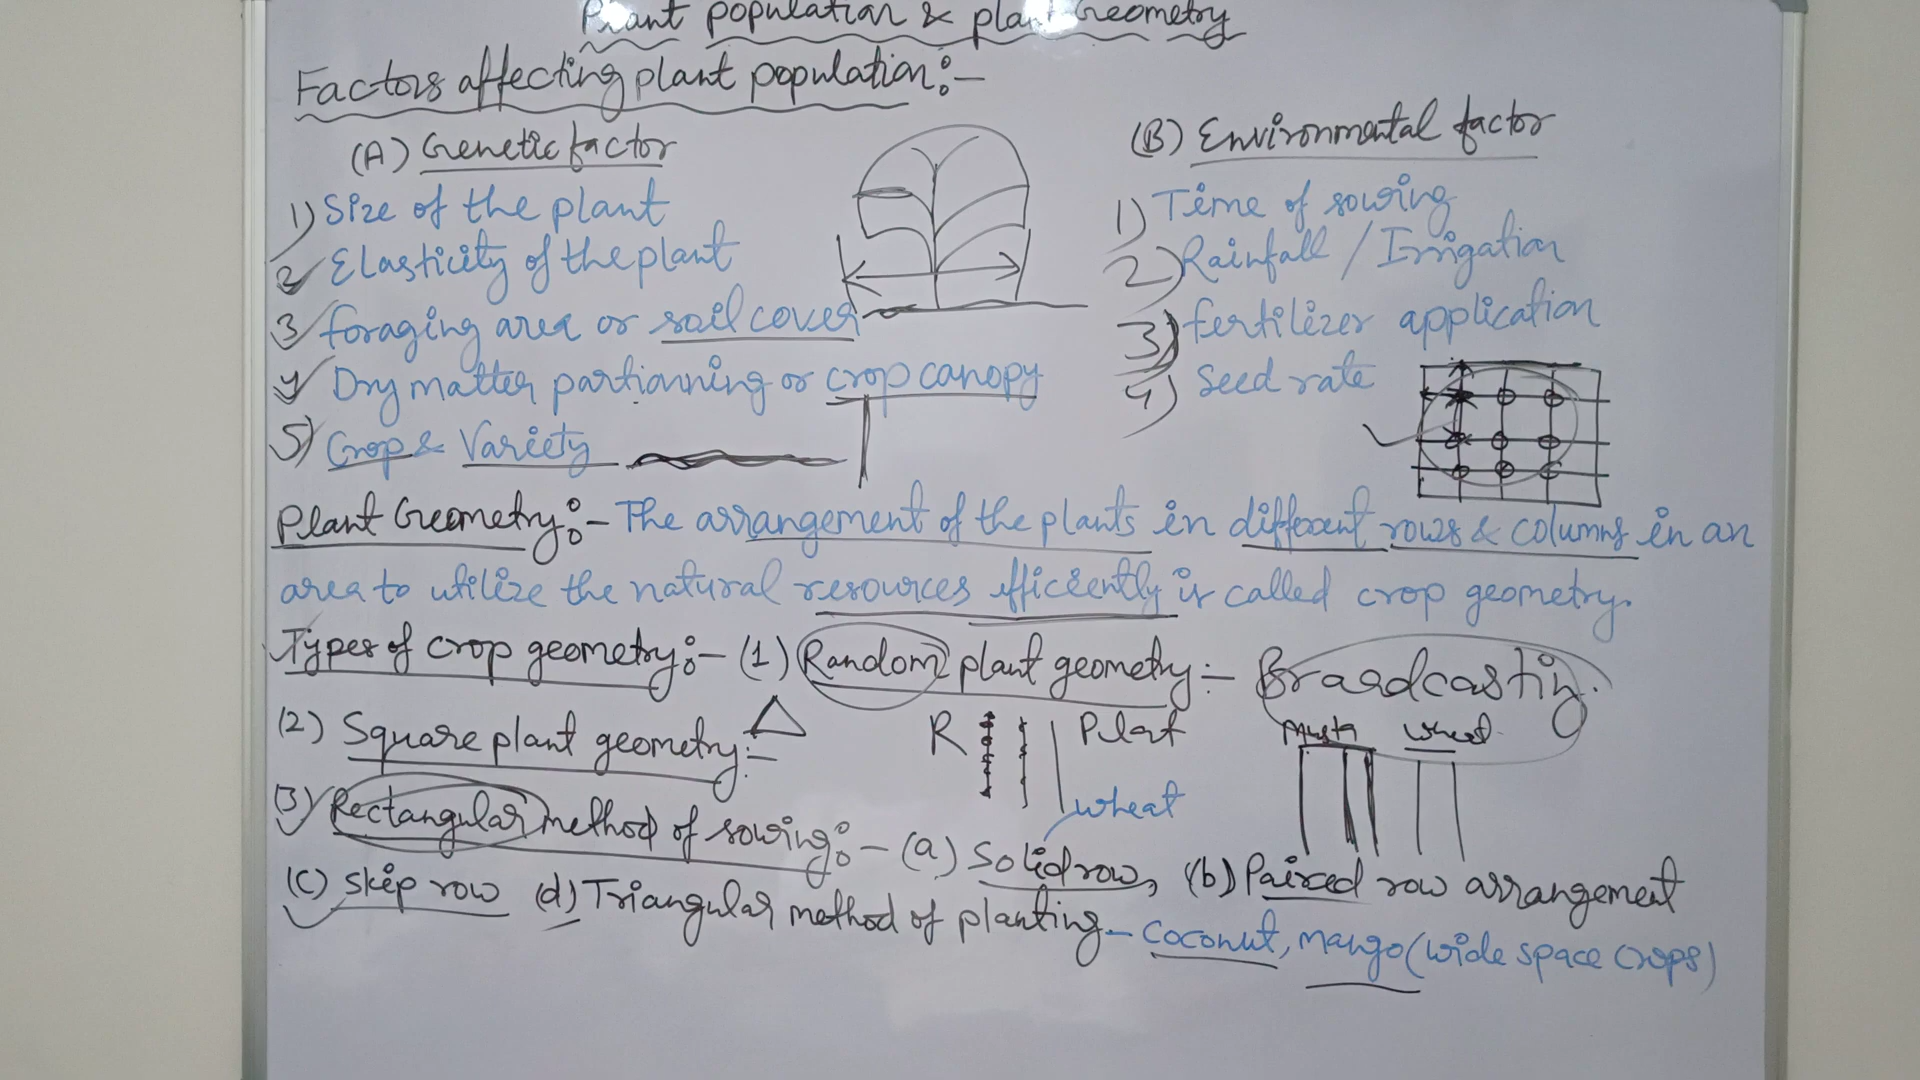 Plant population & plant Geometry
Factors affecting plant population:-
(A) Genetic factor
1) Size of the plant
2) Elasticity of the plant
3) foraging area or soil cover
4) Dry matter partionning or crop canopy
5) Crop & Variety
(B) Environmental factor
1) Time of sowing
2) Rainfall / Irrigation
3) fertilizer application
4) Seed rate
Plant Geometry:- The arrangement of the plants in different rows & columns in an
area to utilize the natural resources efficiently is called crop geometry.
Types of crop geometry:- (1) Random plant geometry:- Broadcastin.
(2) Square plant geometry:-
R Plant
wheat
wheat
(3) Rectangular method of sowing:- (a) Solid row, (b) Paired row arrangement
(C) skip row (d) Triangular method of planting - Coconut, Mango (wide space crops)